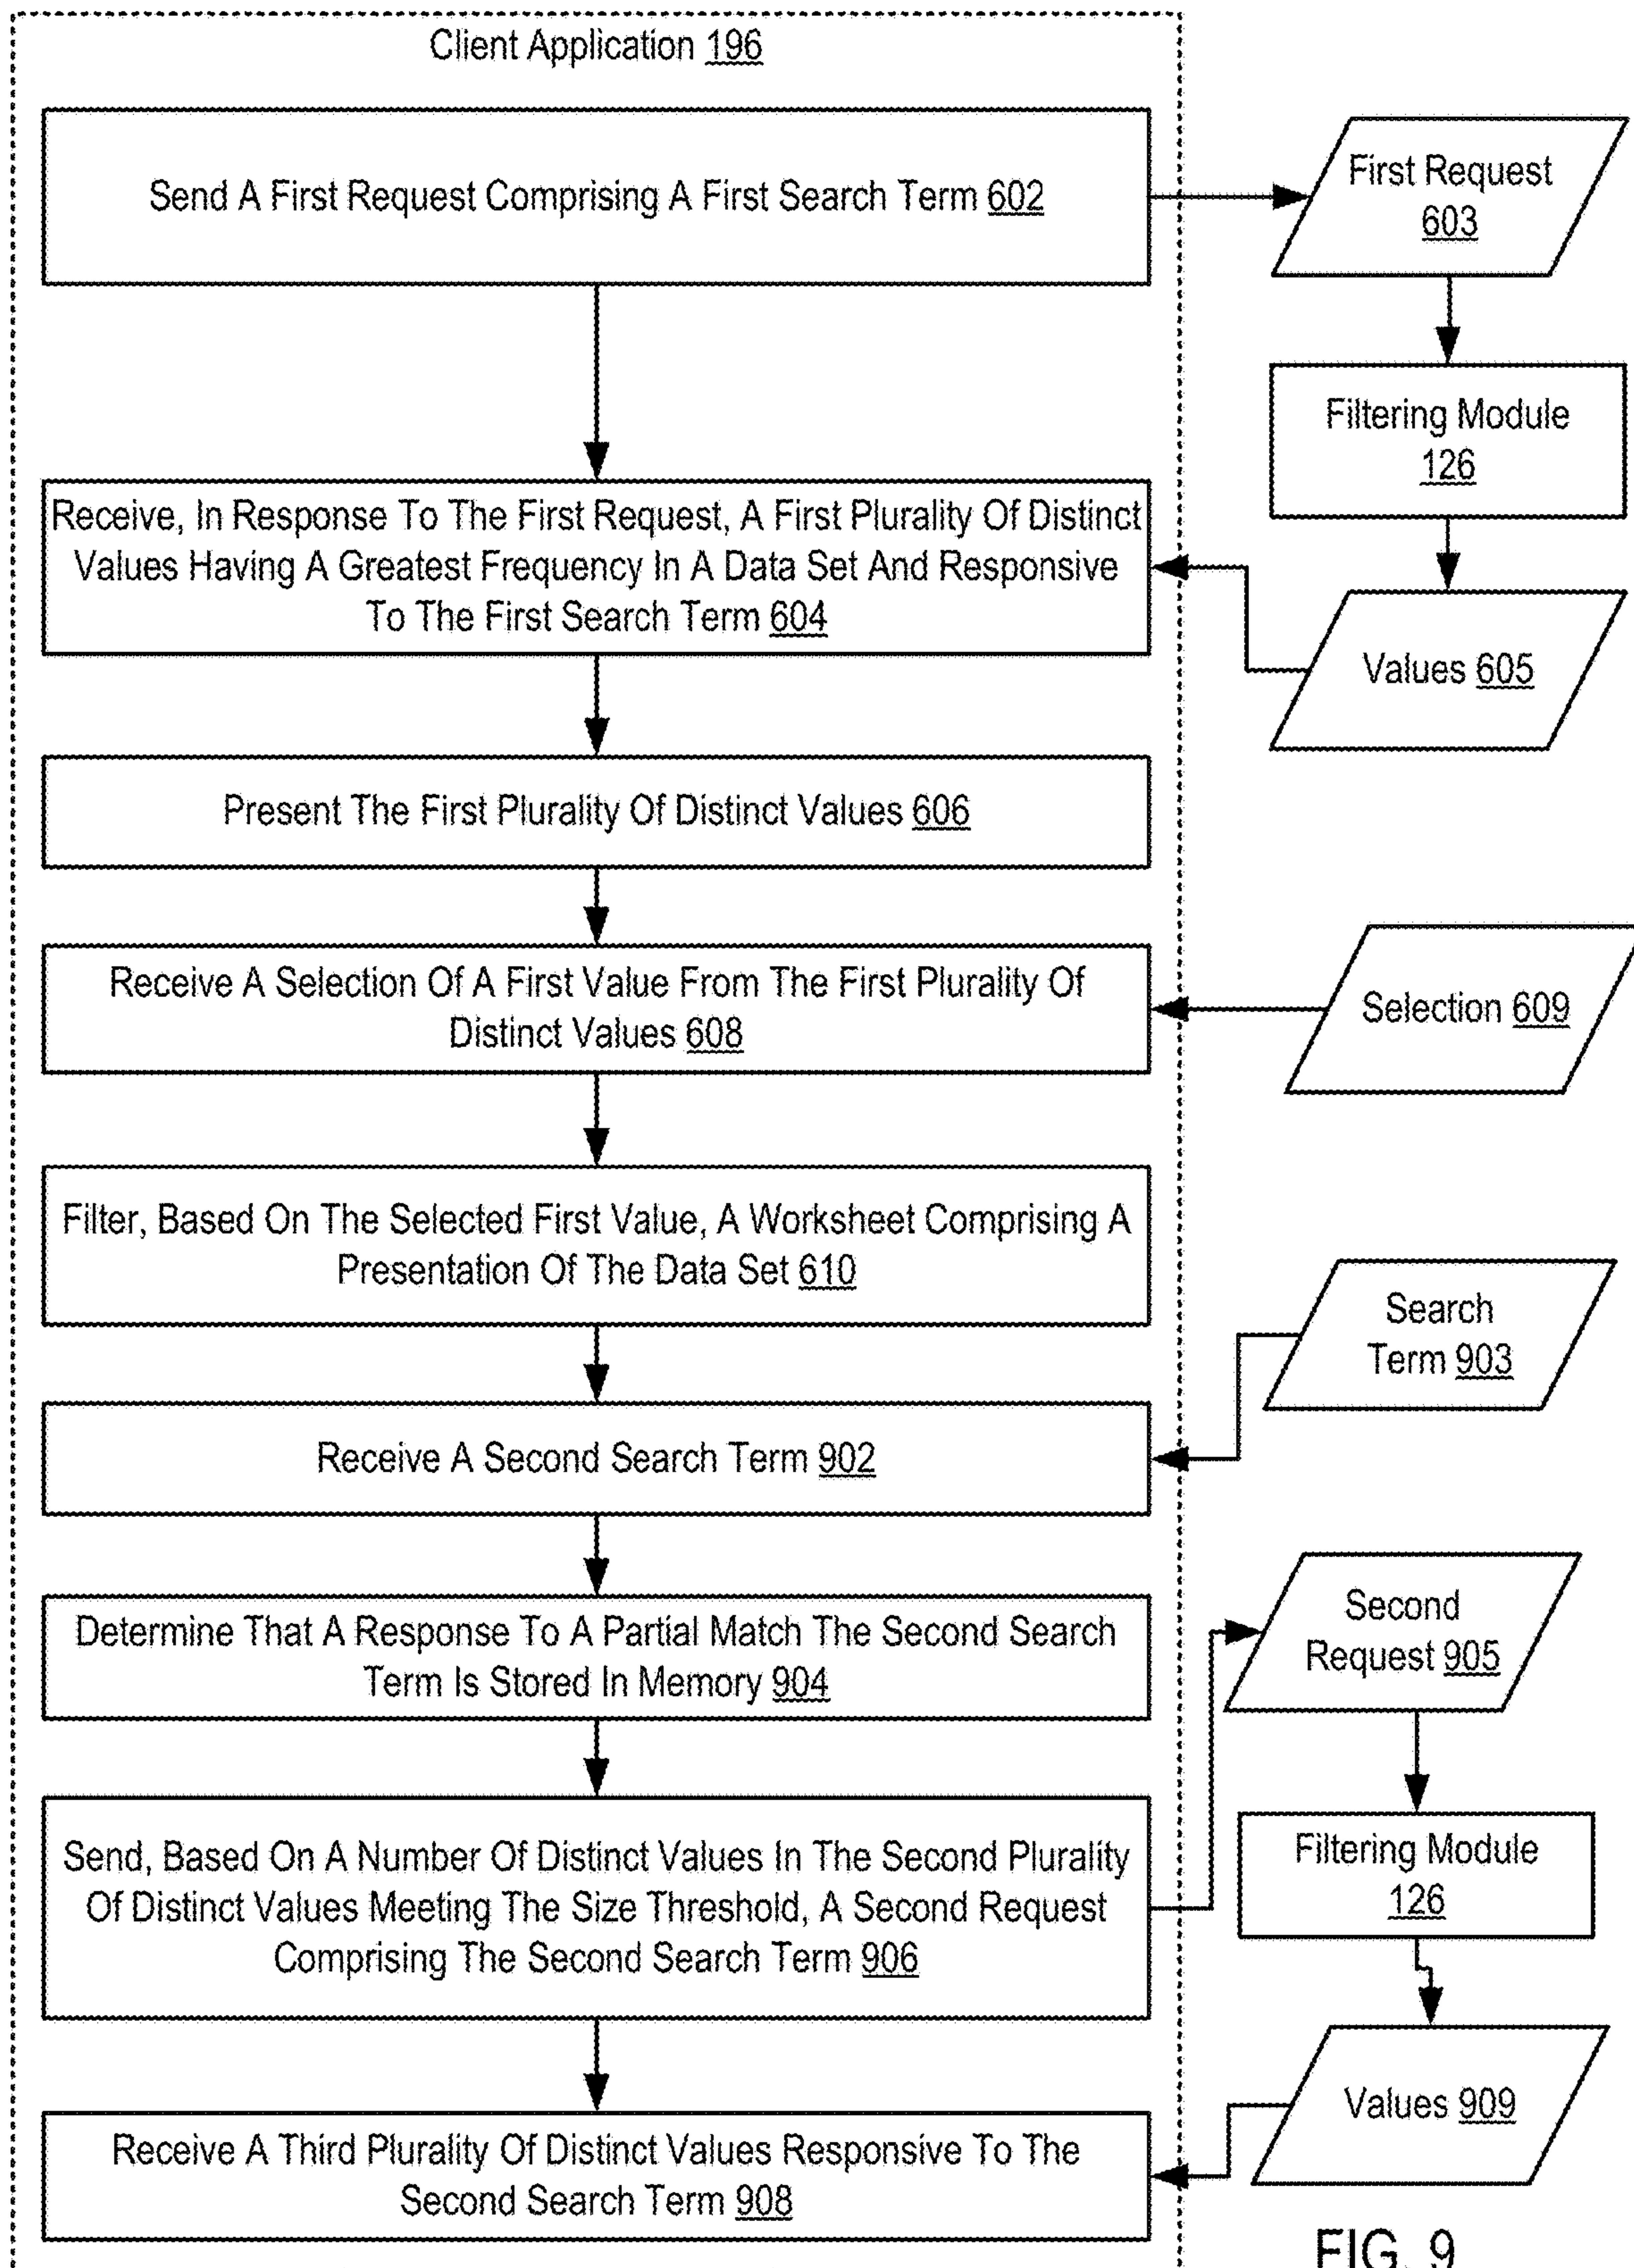 Client Application 196
Send A First Request Comprising A First Search Term 602
First Request
603
Filtering Module
126
Receive, In Response To The First Request, A First Plurality Of Distinct
Values Having A Greatest Frequency In A Data Set And Responsive
To The First Search Term 604
Values 605
Present The First Plurality Of Distinct Values 606
Receive A Selection Of A First Value From The First Plurality Of
Distinct Values 608
Selection 609
Filter, Based On The Selected First Value, A Worksheet Comprising A
Presentation Of The Data Set 610
Search
Term 903
Receive A Second Search Term 902
Determine That A Response To A Partial Match The Second Search
Term Is Stored In Memory 904
Second
Request 905
Send, Based On A Number Of Distinct Values In The Second Plurality
Of Distinct Values Meeting The Size Threshold, A Second Request
Comprising The Second Search Term 906
Filtering Module
126
Values 909
Receive A Third Plurality Of Distinct Values Responsive To The
Second Search Term 908
FIG. 9